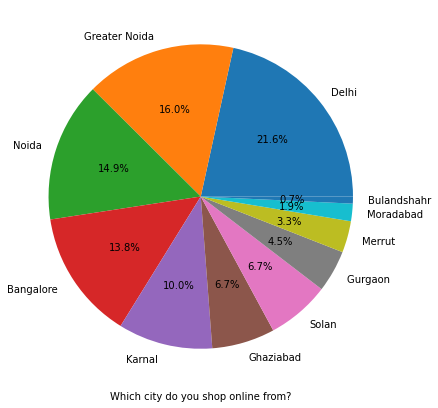 Greater Noida
Delhi
16.0%
21.6%
Noida
14.9%
0.7%
Bulandshahr
1.9%
Moradabad
3.3%
Merrut
4.5%
13.8%
6.7%
Gurgaon
Bangalore
10.0%
6.7%
Solan
Karnal
Ghaziabad
Which city do you shop online from?